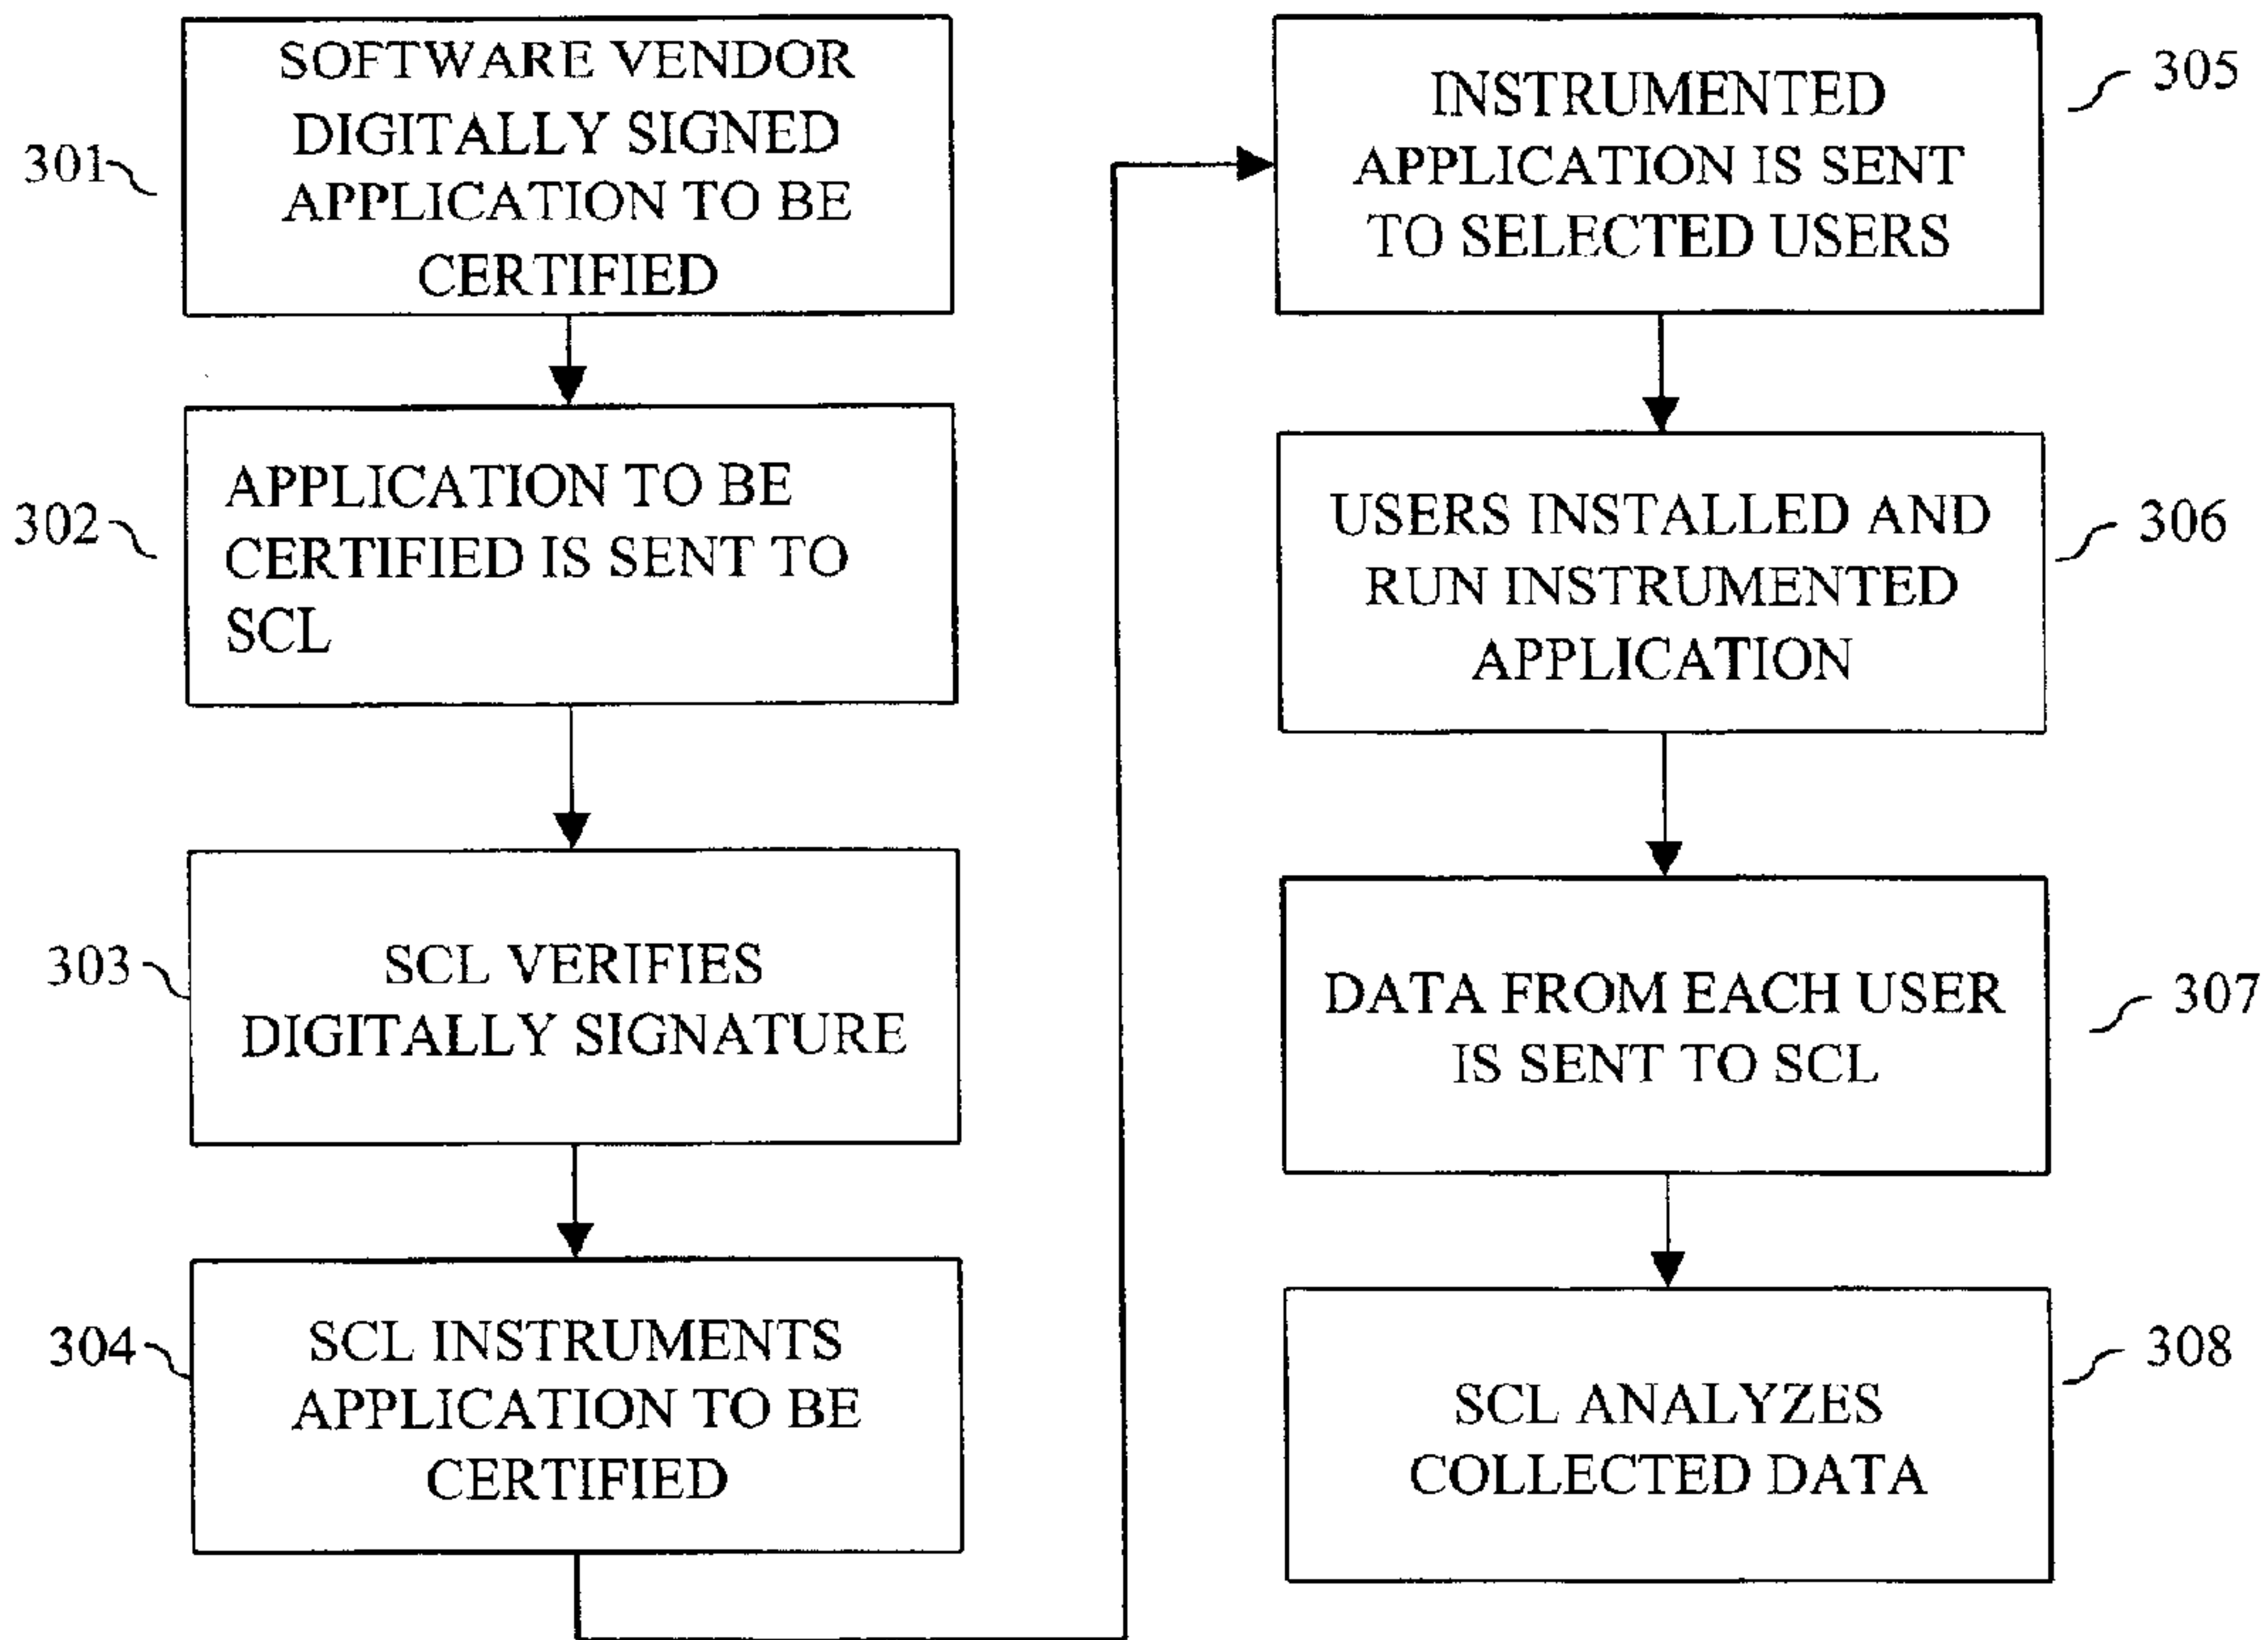 301
SOFTWARE VENDOR
DIGITALLY SIGNED
APPLICATION TO BE
CERTIFIED
302
APPLICATION TO BE
CERTIFIED IS SENT TO
SCL
303
SCL VERIFIES
DIGITALLY SIGNATURE
304
SCL INSTRUMENTS
APPLICATION TO BE
CERTIFIED
305
INSTRUMENTED
APPLICATION IS SENT
TO SELECTED USERS
306
USERS INSTALLED AND
RUN INSTRUMENTED
APPLICATION
307
DATA FROM EACH USER
IS SENT TO SCL
308
SCL ANALYZES
COLLECTED DATA